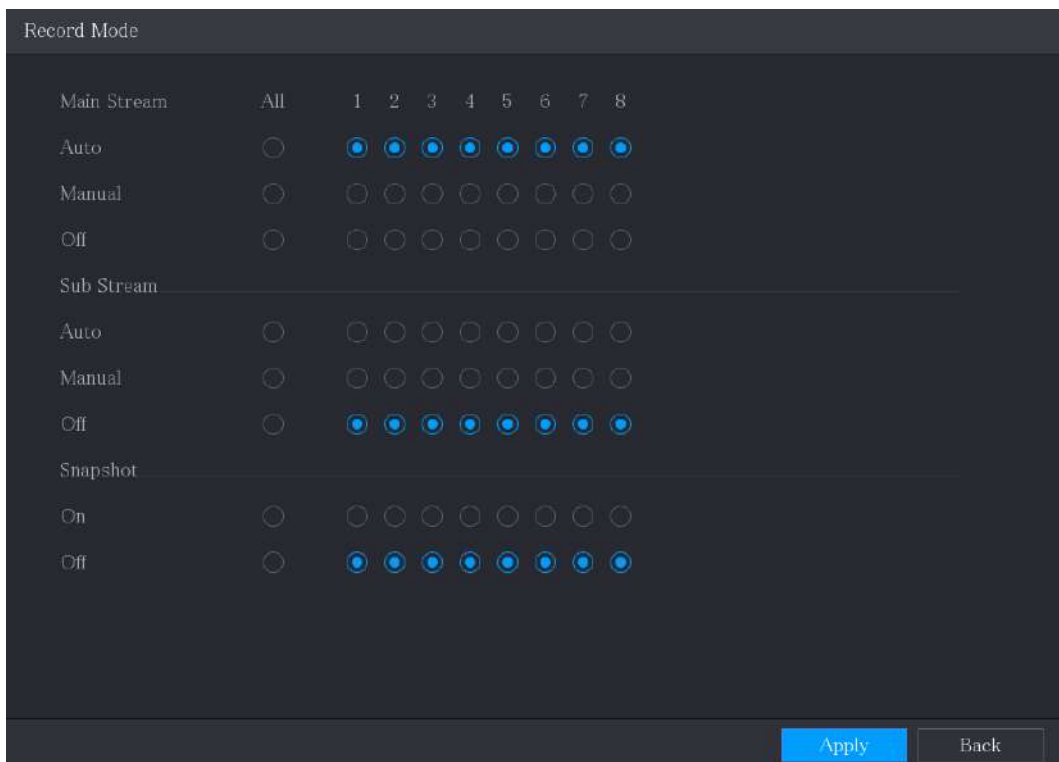 Record Mode
Main Stream All 1 2 3 4 5 6 7 8
Auto
Manual
Off
Sub Stream
Auto
Manual
Off
Snapshot
On
Off
Apply Back